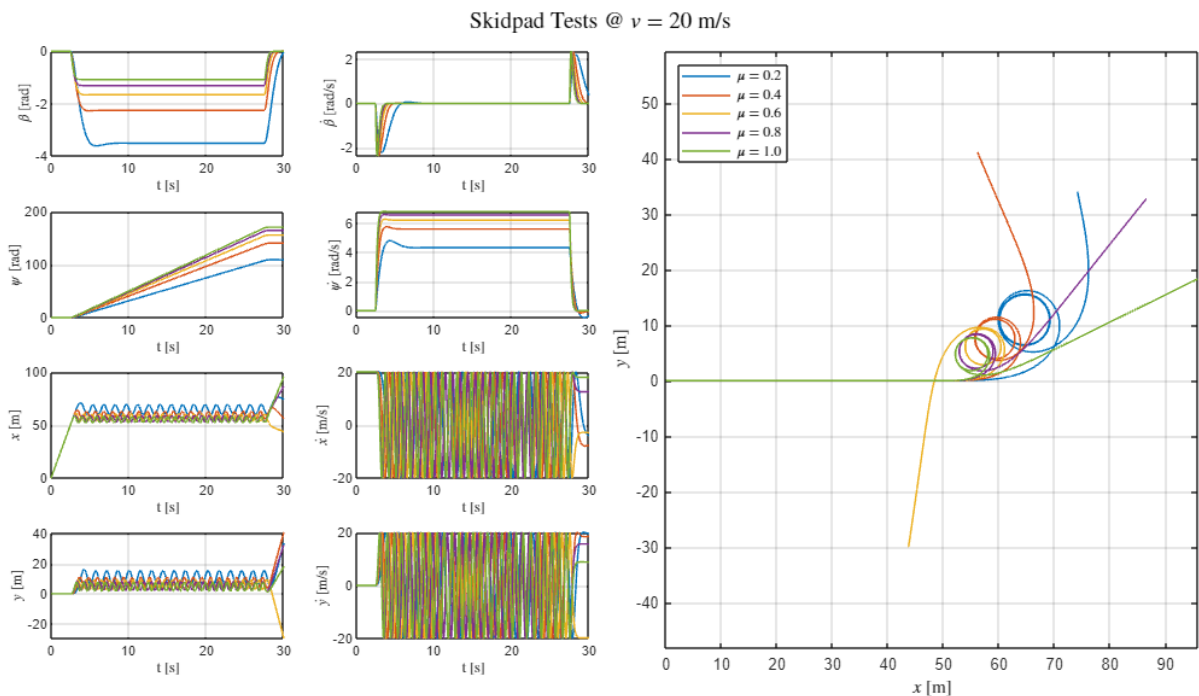 Skidpad Tests @ v = 20 m/s
0
-2
-4
β [rad]
0 10 20 30
t [s]
2
0
-2
β̇ [rad/s]
0 10 20 30
t [s]
200
100
0
ψ [rad]
0 10 20 30
t [s]
6
4
2
0
ψ̇ [rad/s]
0 10 20 30
t [s]
100
50
0
x [m]
0 10 20 30
t [s]
20
0
-20
ẋ [m/s]
0 10 20 30
t [s]
40
20
0
-20
y [m]
0 10 20 30
t [s]
20
0
-20
ẏ [m/s]
0 10 20 30
t [s]
μ = 0.2
μ = 0.4
μ = 0.6
μ = 0.8
μ = 1.0
50
40
30
20
10
0
-10
-20
-30
-40
y [m]
0 10 20 30 40 50 60 70 80 90
x [m]